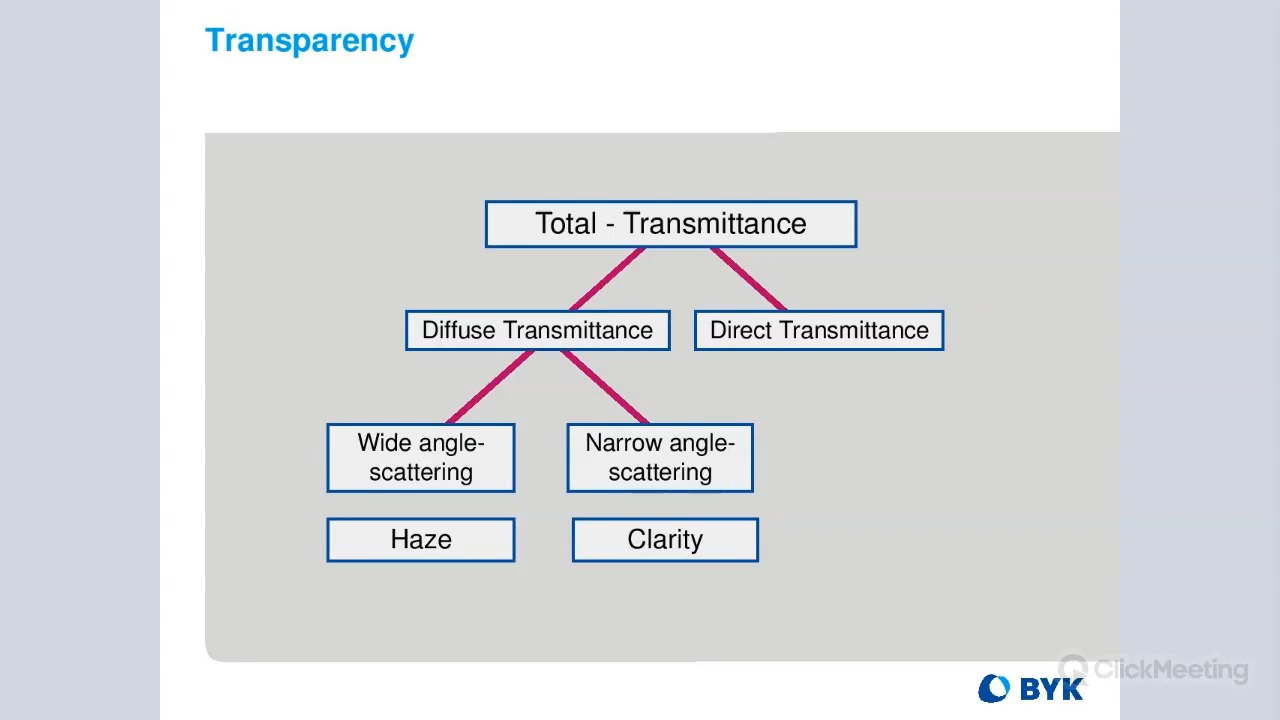 Transparency
Total - Transmittance
Diffuse Transmittance
Direct Transmittance
Wide angle-
scattering
Narrow angle-
scattering
Haze
Clarity
ClickMeeting
BYK